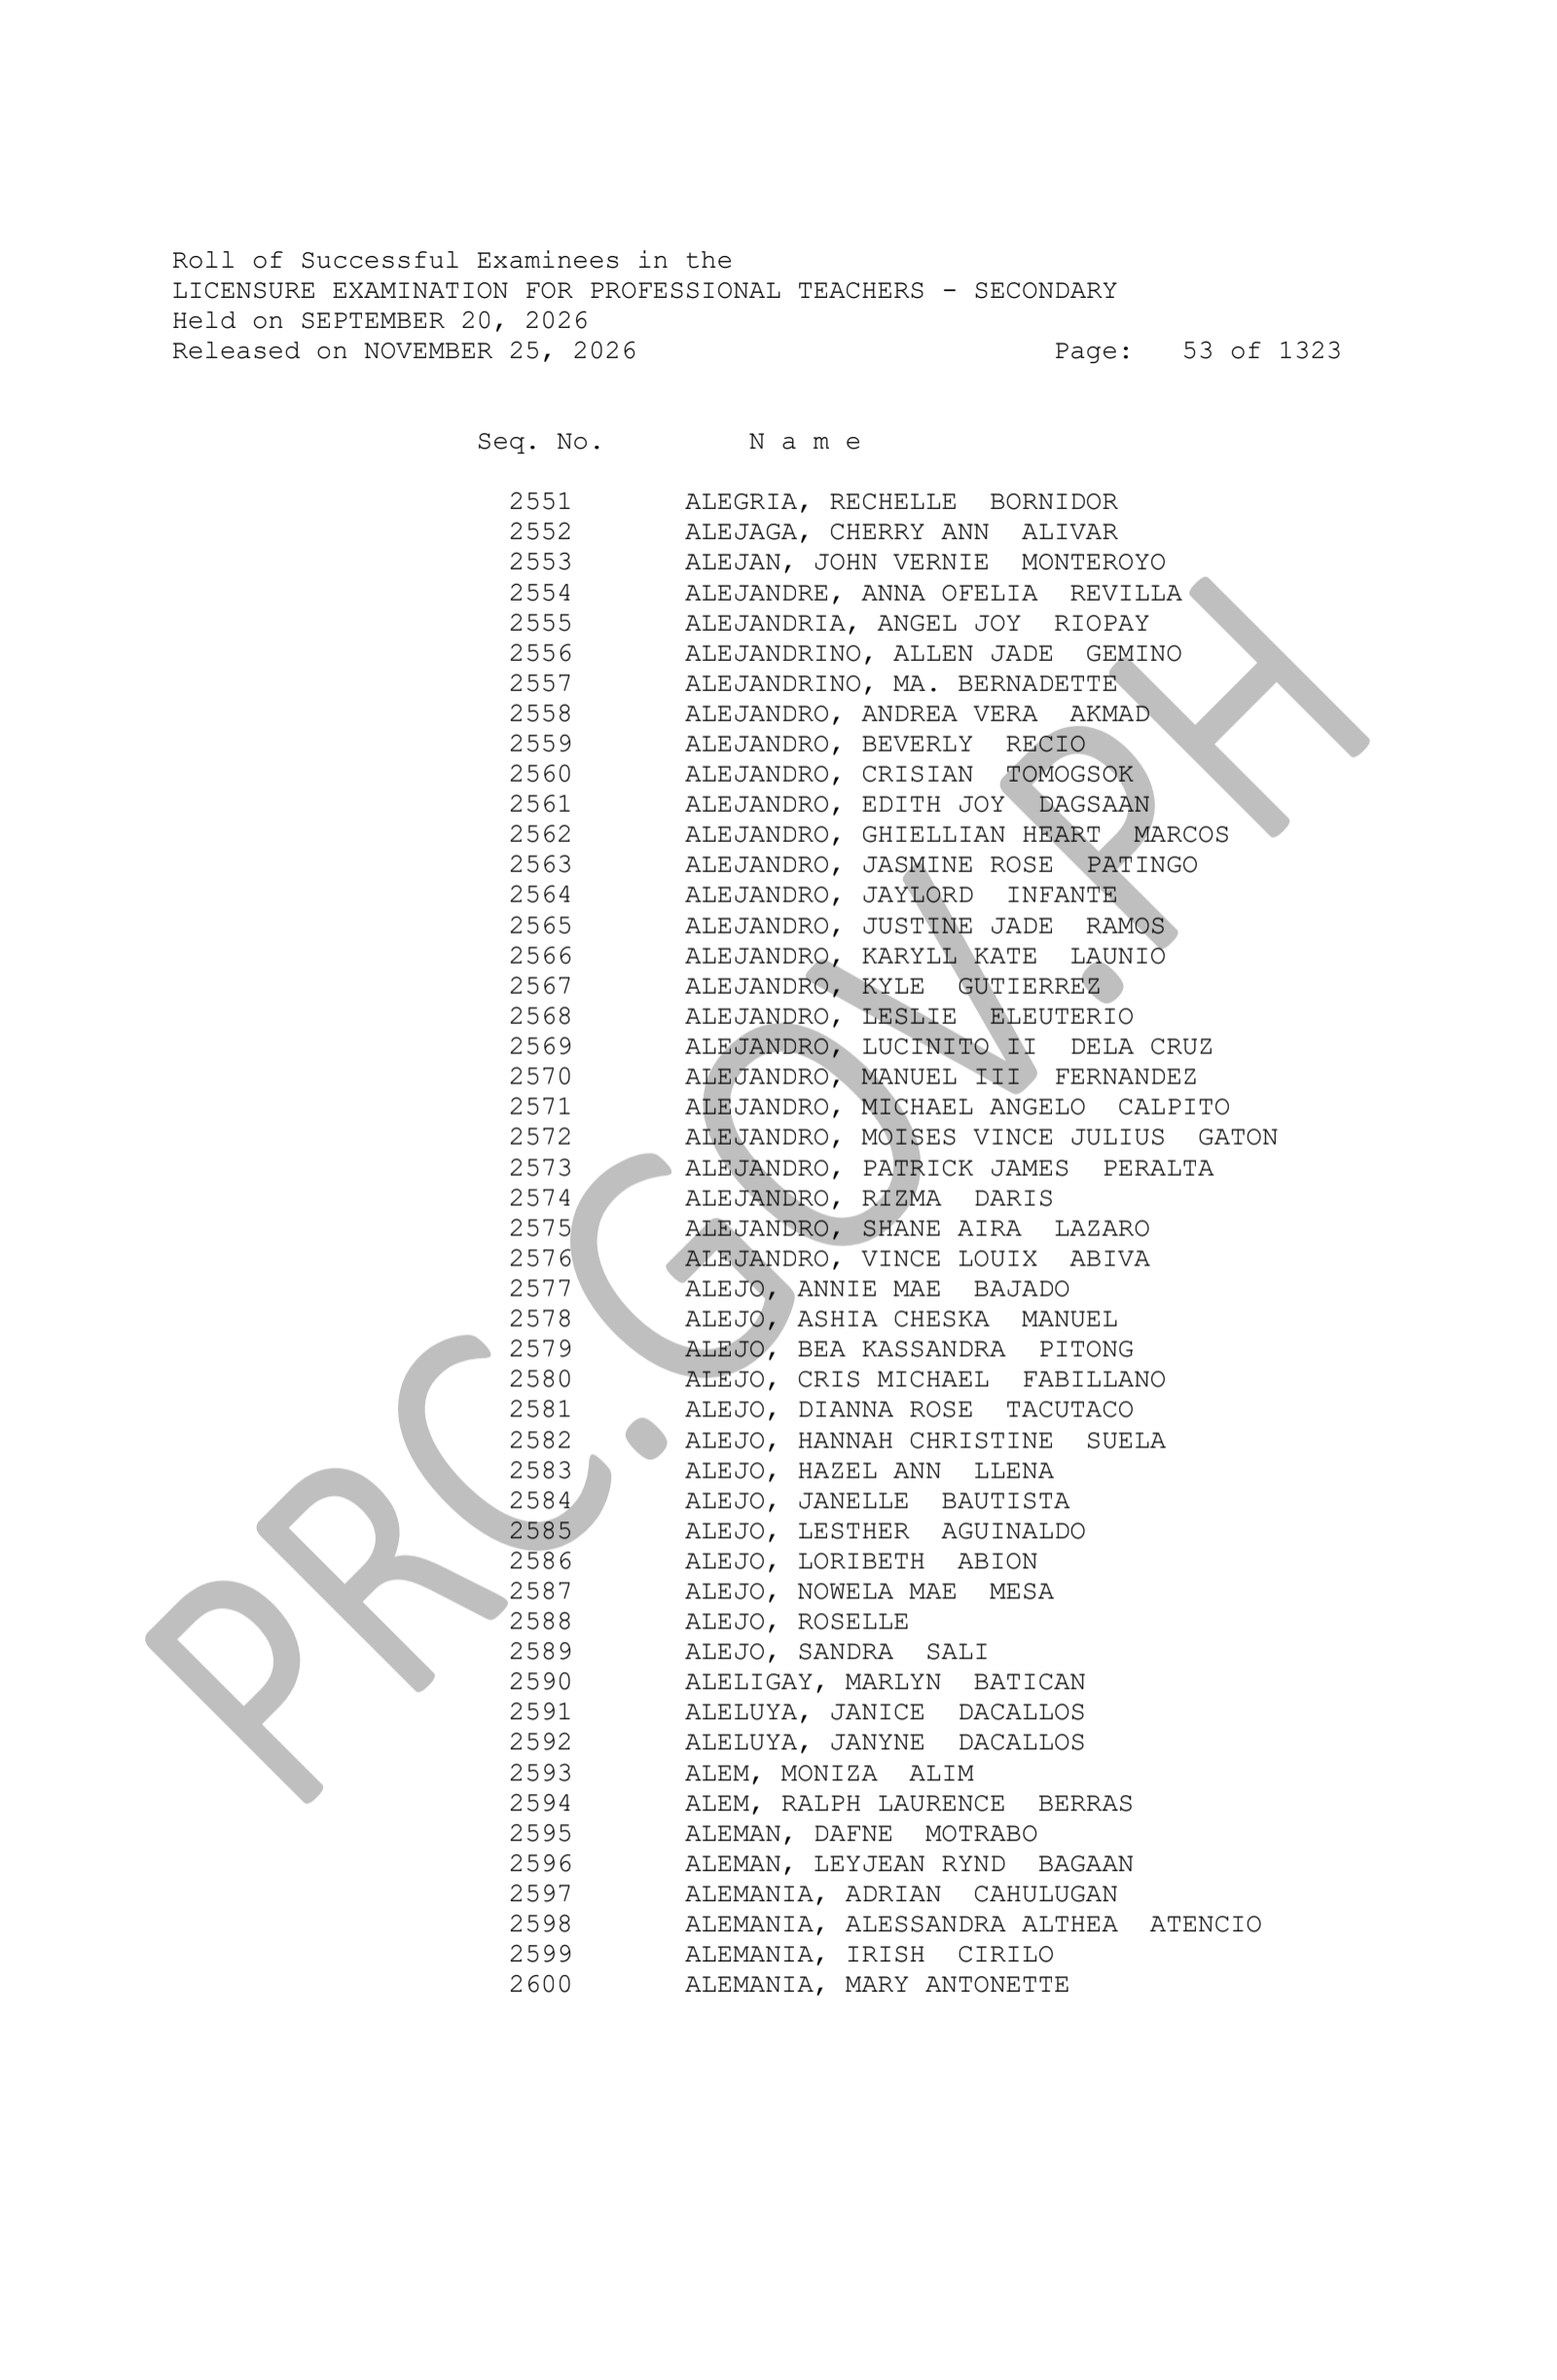 Roll of Successful Examinees in the
LICENSURE EXAMINATION FOR PROFESSIONAL TEACHERS - SECONDARY
Held on SEPTEMBER 20, 2026
Released on NOVEMBER 25, 2026 Page: 53 of 1323
Seq. No. N a m e
2551 ALEGRIA, RECHELLE BORNIDOR
2552 ALEJAGA, CHERRY ANN ALIVAR
2553 ALEJAN, JOHN VERNIE MONTEROYO
2554 ALEJANDRE, ANNA OFELIA REVILLA
2555 ALEJANDRIA, ANGEL JOY RIOPAY
2556 ALEJANDRINO, ALLEN JADE GEMINO
2557 ALEJANDRINO, MA. BERNADETTE
2558 ALEJANDRO, ANDREA VERA AKMAD
2559 ALEJANDRO, BEVERLY RECIO
2560 ALEJANDRO, CRISIAN TOMOGSOK
2561 ALEJANDRO, EDITH JOY DAGSAAN
2562 ALEJANDRO, GHIELLIAN HEART MARCOS
2563 ALEJANDRO, JASMINE ROSE PATINGO
2564 ALEJANDRO, JAYLORD INFANTE
2565 ALEJANDRO, JUSTINE JADE RAMOS
2566 ALEJANDRO, KARYLL KATE LAUNIO
2567 ALEJANDRO, KYLE GUTIERREZ
2568 ALEJANDRO, LESLIE ELEUTERIO
2569 ALEJANDRO, LUCINITO II DELA CRUZ
2570 ALEJANDRO, MANUEL III FERNANDEZ
2571 ALEJANDRO, MICHAEL ANGELO CALPITO
2572 ALEJANDRO, MOISES VINCE JULIUS GATON
2573 ALEJANDRO, PATRICK JAMES PERALTA
2574 ALEJANDRO, RIZMA DARIS
2575 ALEJANDRO, SHANE AIRA LAZARO
2576 ALEJANDRO, VINCE LOUIX ABIVA
2577 ALEJO, ANNIE MAE BAJADO
2578 ALEJO, ASHIA CHESKA MANUEL
2579 ALEJO, BEA KASSANDRA PITONG
2580 ALEJO, CRIS MICHAEL FABILLANO
2581 ALEJO, DIANNA ROSE TACUTACO
2582 ALEJO, HANNAH CHRISTINE SUELA
2583 ALEJO, HAZEL ANN LLENA
2584 ALEJO, JANELLE BAUTISTA
2585 ALEJO, LESTHER AGUINALDO
2586 ALEJO, LORIBETH ABION
2587 ALEJO, NOWELA MAE MESA
2588 ALEJO, ROSELLE
2589 ALEJO, SANDRA SALI
2590 ALELIGAY, MARLYN BATICAN
2591 ALELUYA, JANICE DACALLOS
2592 ALELUYA, JANYNE DACALLOS
2593 ALEM, MONIZA ALIM
2594 ALEM, RALPH LAURENCE BERRAS
2595 ALEMAN, DAFNE MOTRABO
2596 ALEMAN, LEYJEAN RYND BAGAAN
2597 ALEMANIA, ADRIAN CAHULUGAN
2598 ALEMANIA, ALESSANDRA ALTHEA ATENCIO
2599 ALEMANIA, IRISH CIRILO
2600 ALEMANIA, MARY ANTONETTE
PRC.GOV.PH